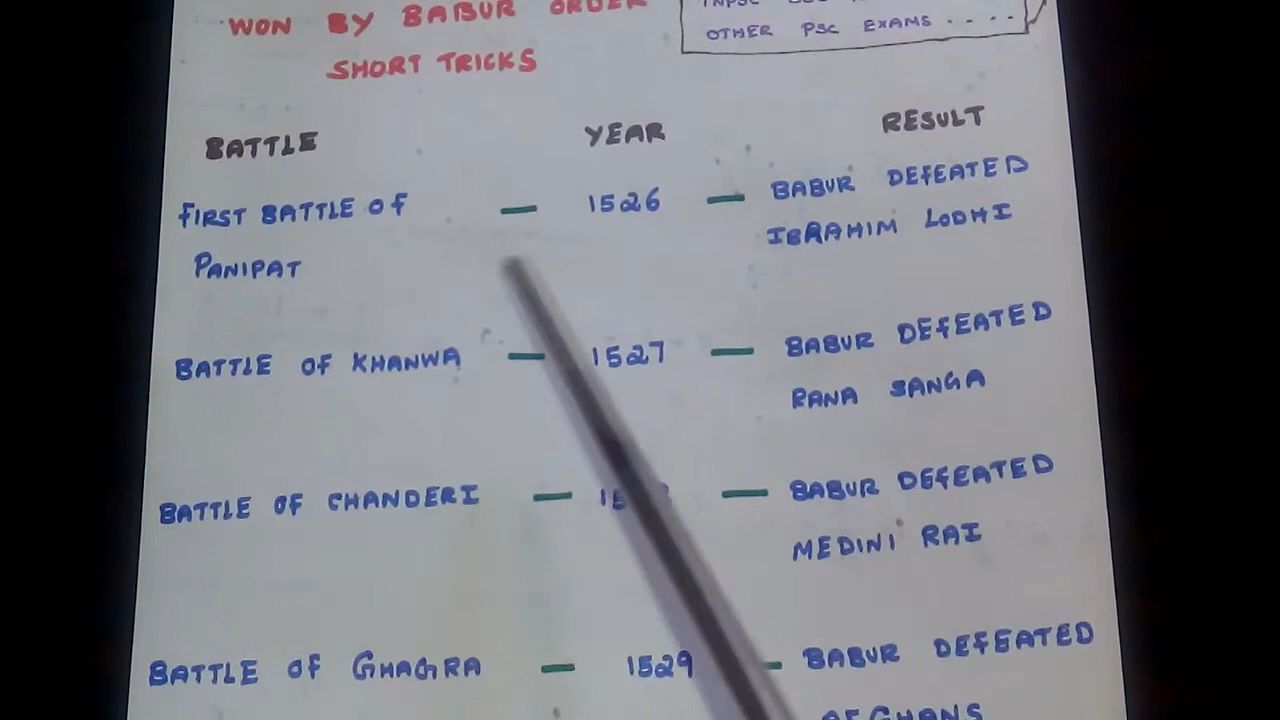 WON BY BABUR ORDER
SHORT TRICKS
OTHER PSC EXAMS ....
BATTLE YEAR RESULT
FIRST BATTLE OF — 1526 — BABUR DEFEATED
PANIPAT IBRAHIM LODHI
BATTLE OF KHANWA — 1527 — BABUR DEFEATED
RANA SANGA
BATTLE OF CHANDERI — — BABUR DEFEATED
MEDINI RAI
BATTLE OF GHAGRA — 1529 — BABUR DEFEATED
AFGHANS